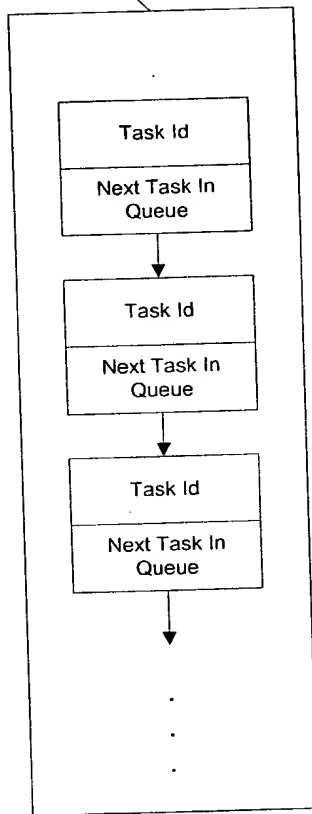 Task Id
Next Task In
Queue
Task Id
Next Task In
Queue
Task Id
Next Task In
Queue
.
.
.